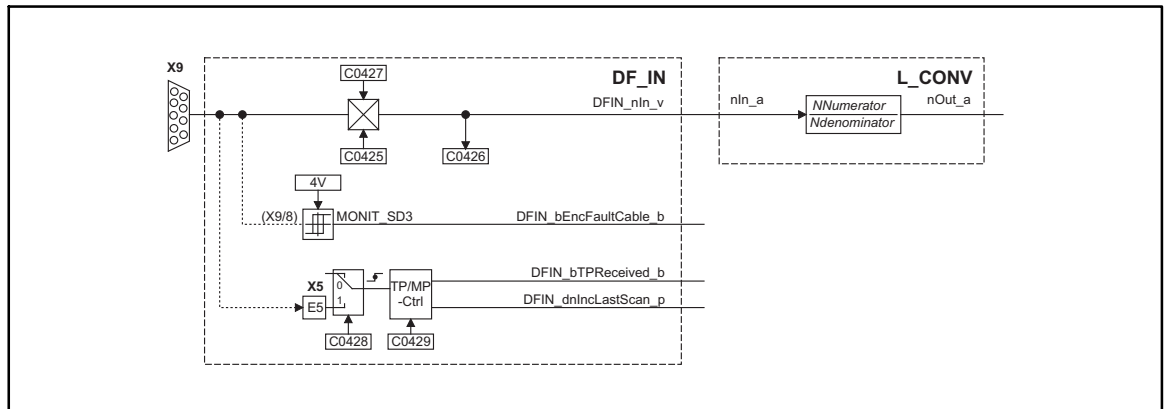 X9
C0427
DF_IN
L_CONV
DFIN_nIn_v
nIn_a
NNumerator
Ndenominator
nOut_a
C0425
C0426
4V
(X9/8)
MONIT_SD3
DFIN_bEncFaultCable_b
X5
E5
0
1
TP/MP
-Ctrl
DFIN_bTPReceived_b
DFIN_dnIncLastScan_p
C0428
C0429